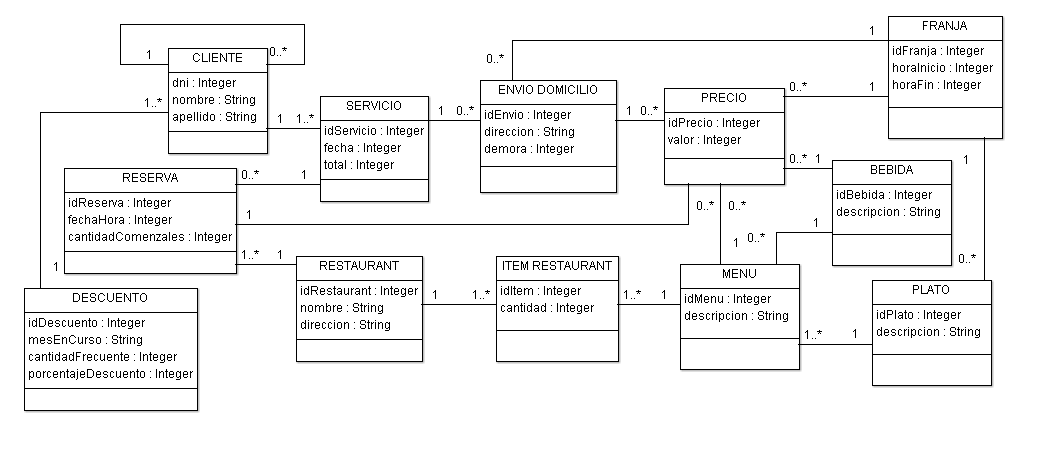 CLIENTE
dni : Integer
nombre : String
apellido : String
1
0..*
1..*
1
1..*
SERVICIO
idServicio : Integer
fecha : Integer
total : Integer
1
0..*
0..*
1
ENVIO DOMICILIO
idEnvio : Integer
direccion : String
demora : Integer
0..*
1
1
0..*
PRECIO
idPrecio : Integer
valor : Integer
0..*
1
0..*
1
0..*
0..*
FRANJA
idFranja : Integer
horaInicio : Integer
horaFin : Integer
1
0..*
BEBIDA
idBebida : Integer
descripcion : String
1
0..*
RESERVA
idReserva : Integer
fechaHora : Integer
cantidadComenzales : Integer
1
1..*
1
RESTAURANT
idRestaurant : Integer
nombre : String
direccion : String
1
1..*
ITEM RESTAURANT
idItem : Integer
cantidad : Integer
1..*
1
1
MENU
idMenu : Integer
descripcion : String
1..*
1
PLATO
idPlato : Integer
descripcion : String
1
DESCUENTO
idDescuento : Integer
mesEnCurso : String
cantidadFrecuente : Integer
porcentajeDescuento : Integer